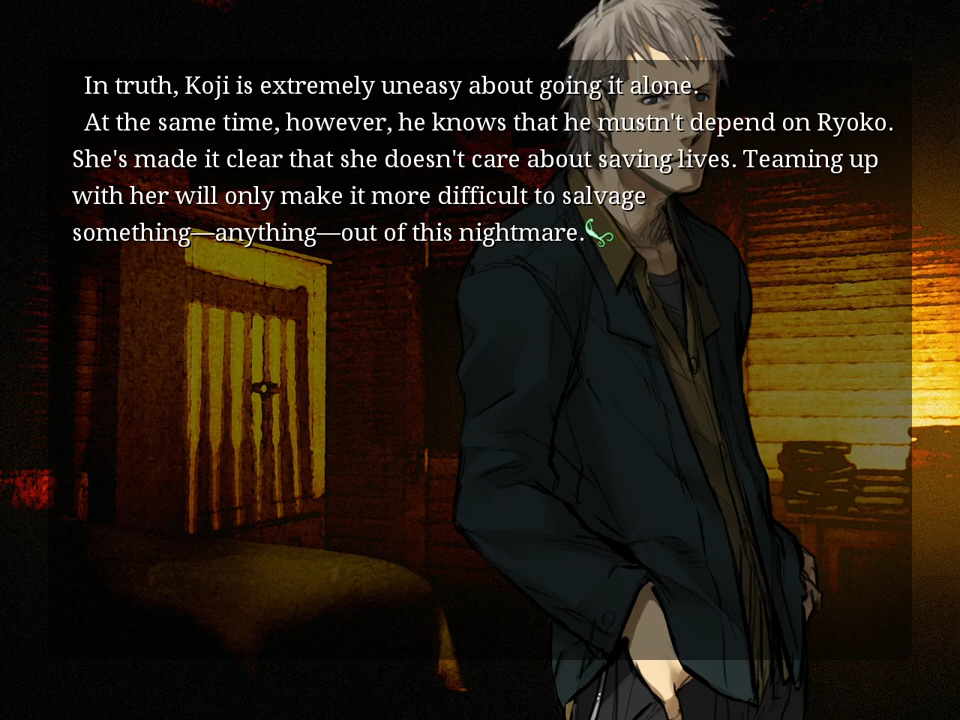 In truth, Koji is extremely uneasy about going it alone.
At the same time, however, he knows that he mustn't depend on Ryoko.
She's made it clear that she doesn't care about saving lives. Teaming up
with her will only make it more difficult to salvage
something—anything—out of this nightmare.